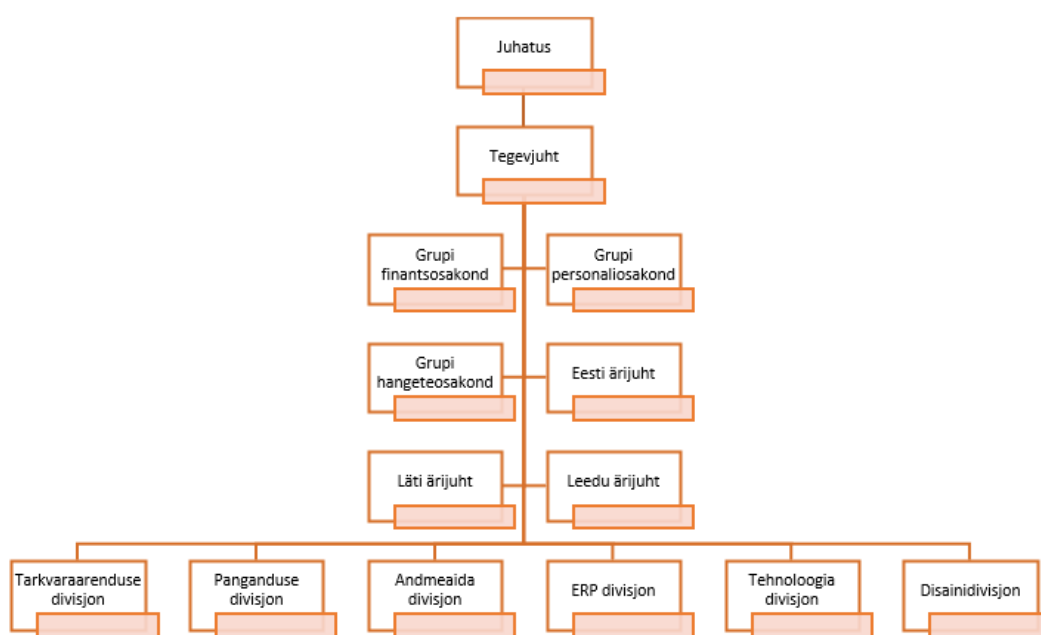 Juhatus
Tegevjuht
Grupi
finantsosakond
Grupi
personaliosakond
Grupi
hangeteosakond
Eesti ärijuht
Läti ärijuht
Leedu ärijuht
Tarkvaraarenduse
divisjon
Panganduse
divisjon
Andmeaida
divisjon
ERP divisjon
Tehnoloogia
divisjon
Disainidivisjon